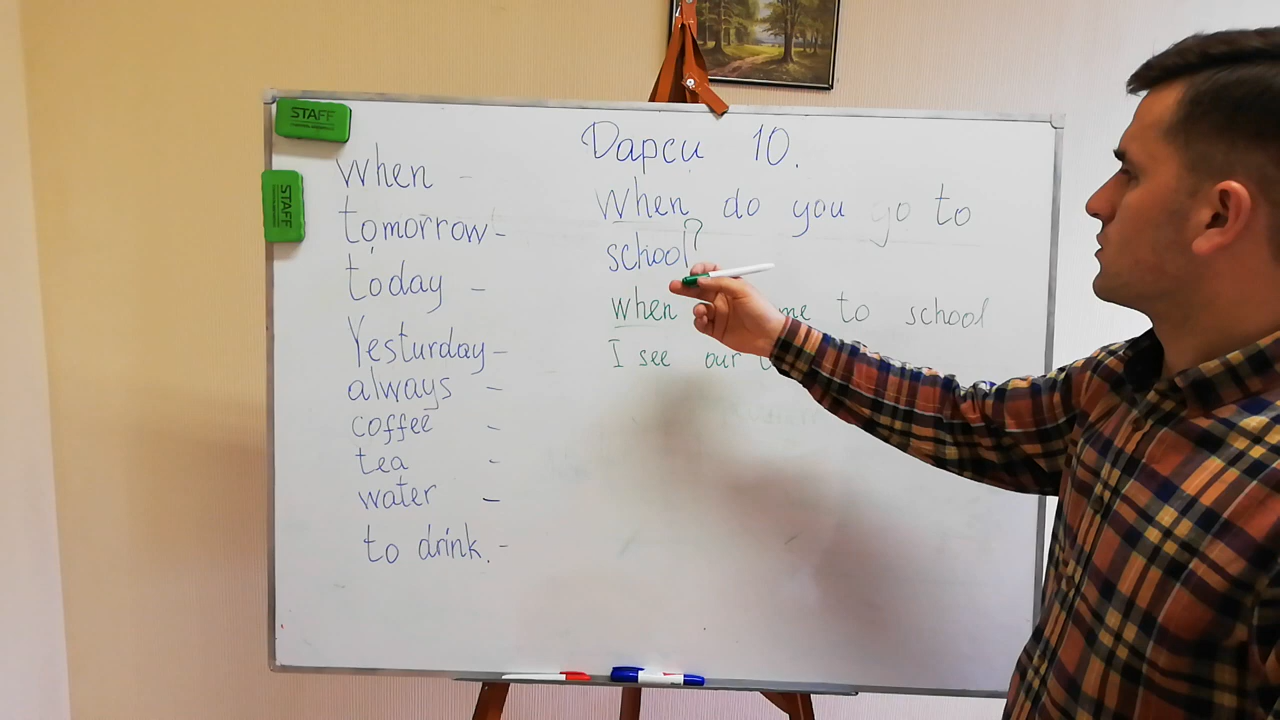 STAFF
STAFF
Дарси 10.
when -
tomorrow -
today -
Yesturday -
always -
coffee -
tea -
water -
to drink. -
When do you go to
school?
when me to school
I see our